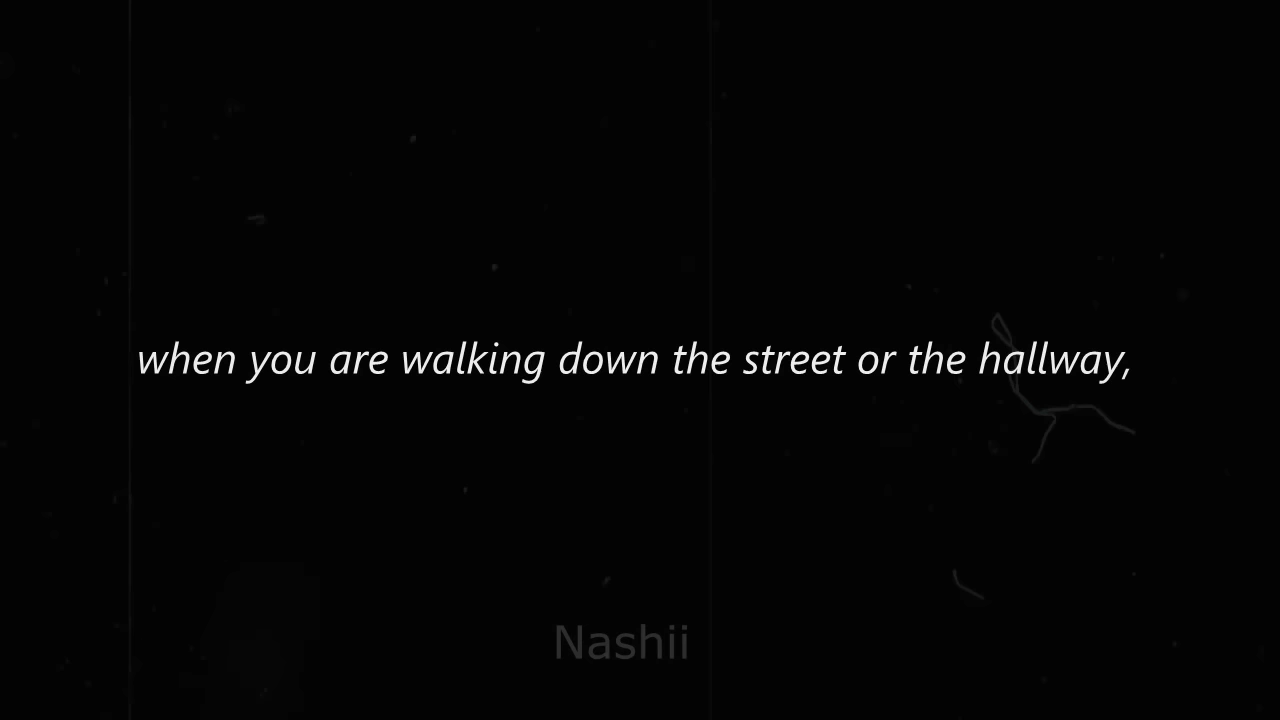 when you are walking down the street or the hallway,
Nashii